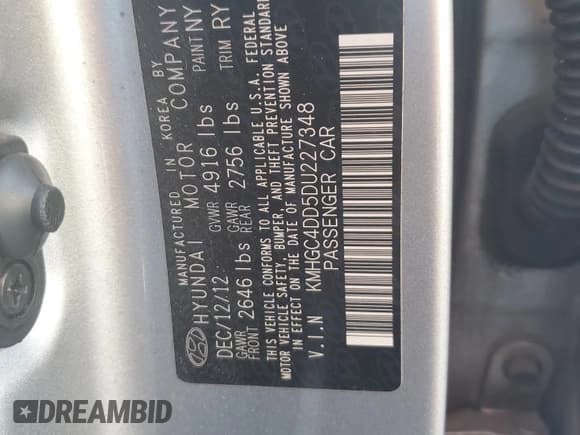 MANUFACTURED IN KOREA BY
HYUNDAI MOTOR COMPANY
DEC/12/12 GVWR 4916 lbs PAINT NY
GAWR FRONT 2646 lbs GAWR REAR 2756 lbs TRIM RY
THIS VEHICLE CONFORMS TO ALL APPLICABLE U.S.A. FEDERAL
MOTOR VEHICLE SAFETY, BUMPER, AND THEFT PREVENTION STANDARDS
IN EFFECT ON THE DATE OF MANUFACTURE SHOWN ABOVE
V.I.N KMHGC4DD5DU227348
PASSENGER CAR
DREAMBID